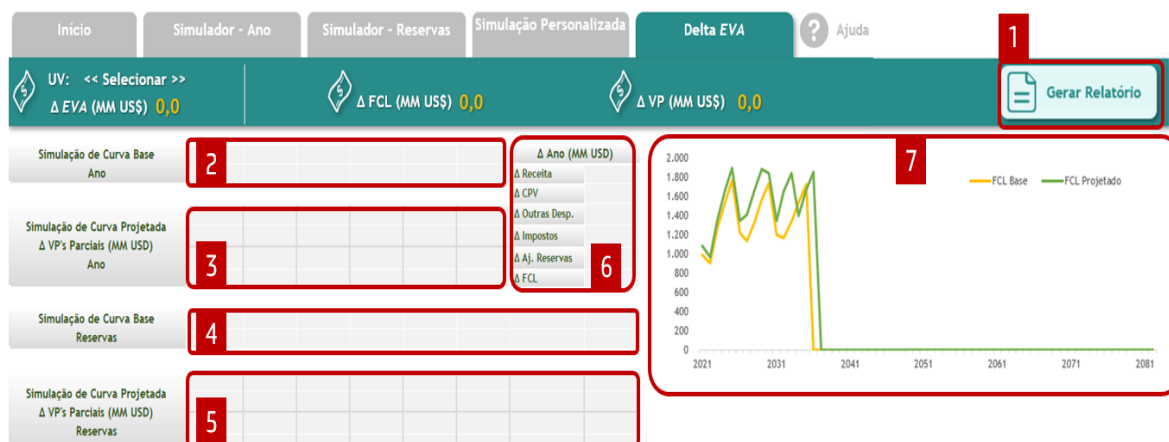 Início
Simulador - Ano
Simulador - Reservas
Simulação Personalizada
Delta EVA
? Ajuda
1
UV: << Selecionar >>
Δ EVA (MM US$) 0,0
$
Δ FCL (MM US$) 0,0
$
Δ VP (MM US$) 0,0
$
Gerar Relatório
Simulação de Curva Base
Ano
2
Δ Ano (MM USD)
Δ Receita
Δ CPV
Δ Outras Desp.
Δ Impostos
Δ Aj. Reservas
Δ FCL
6
Simulação de Curva Projetada
Δ VP's Parciais (MM USD)
Ano
3
Simulação de Curva Base
Reservas
4
Simulação de Curva Projetada
Δ VP's Parciais (MM USD)
Reservas
5
7
FCL Base
FCL Projetado
2.000
1.800
1.600
1.400
1.200
1.000
800
600
400
200
0
2021 2031 2041 2051 2061 2071 2081